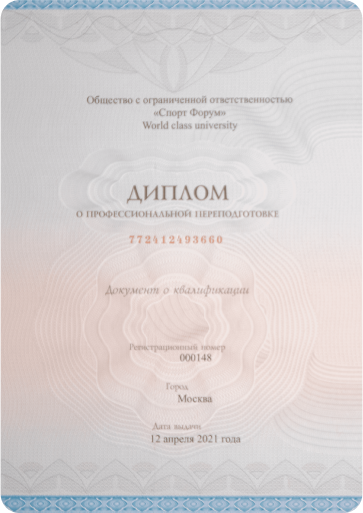 Общество с ограниченной ответственностью
«Спорт Форум»
World class university
ДИПЛОМ
О ПРОФЕССИОНАЛЬНОЙ ПЕРЕПОДГОТОВКЕ
772412493660
Документ о квалификации
Регистрационный номер
000148
Город
Москва
Дата выдачи
12 апреля 2021 года